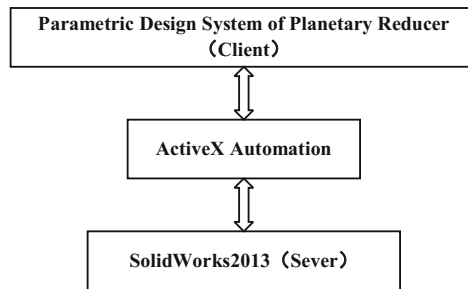 Parametric Design System of Planetary Reducer
（Client）
ActiveX Automation
SolidWorks2013（Sever）